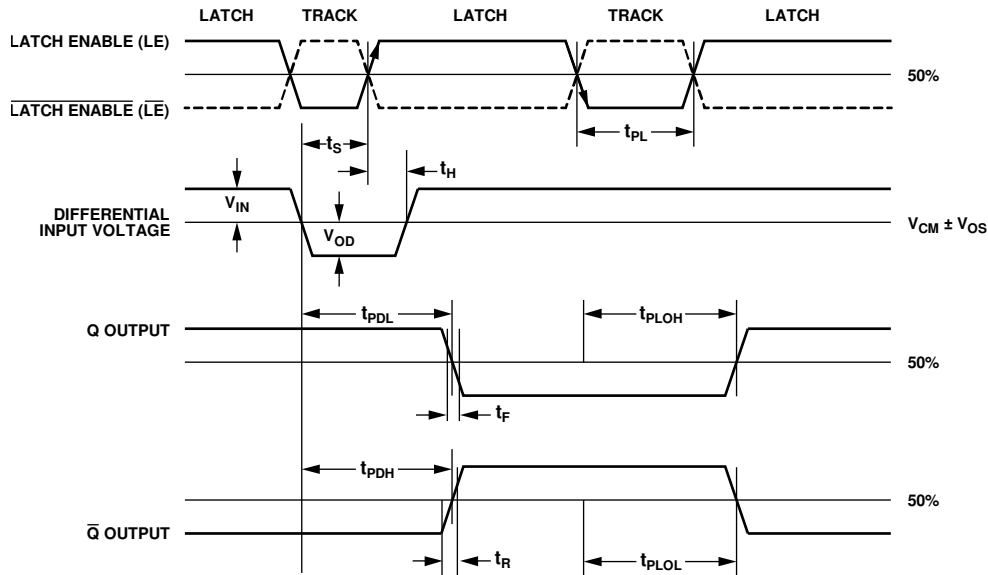 LATCH TRACK LATCH TRACK LATCH
LATCH ENABLE (LE)
50%
LATCH ENABLE (L̅E̅)
tS
tPL
tH
VIN
DIFFERENTIAL
INPUT VOLTAGE
VCM ± VOS
VOD
tPDL
tPLOH
Q OUTPUT
50%
tF
tPDH
50%
Q̅ OUTPUT
tR
tPLOL